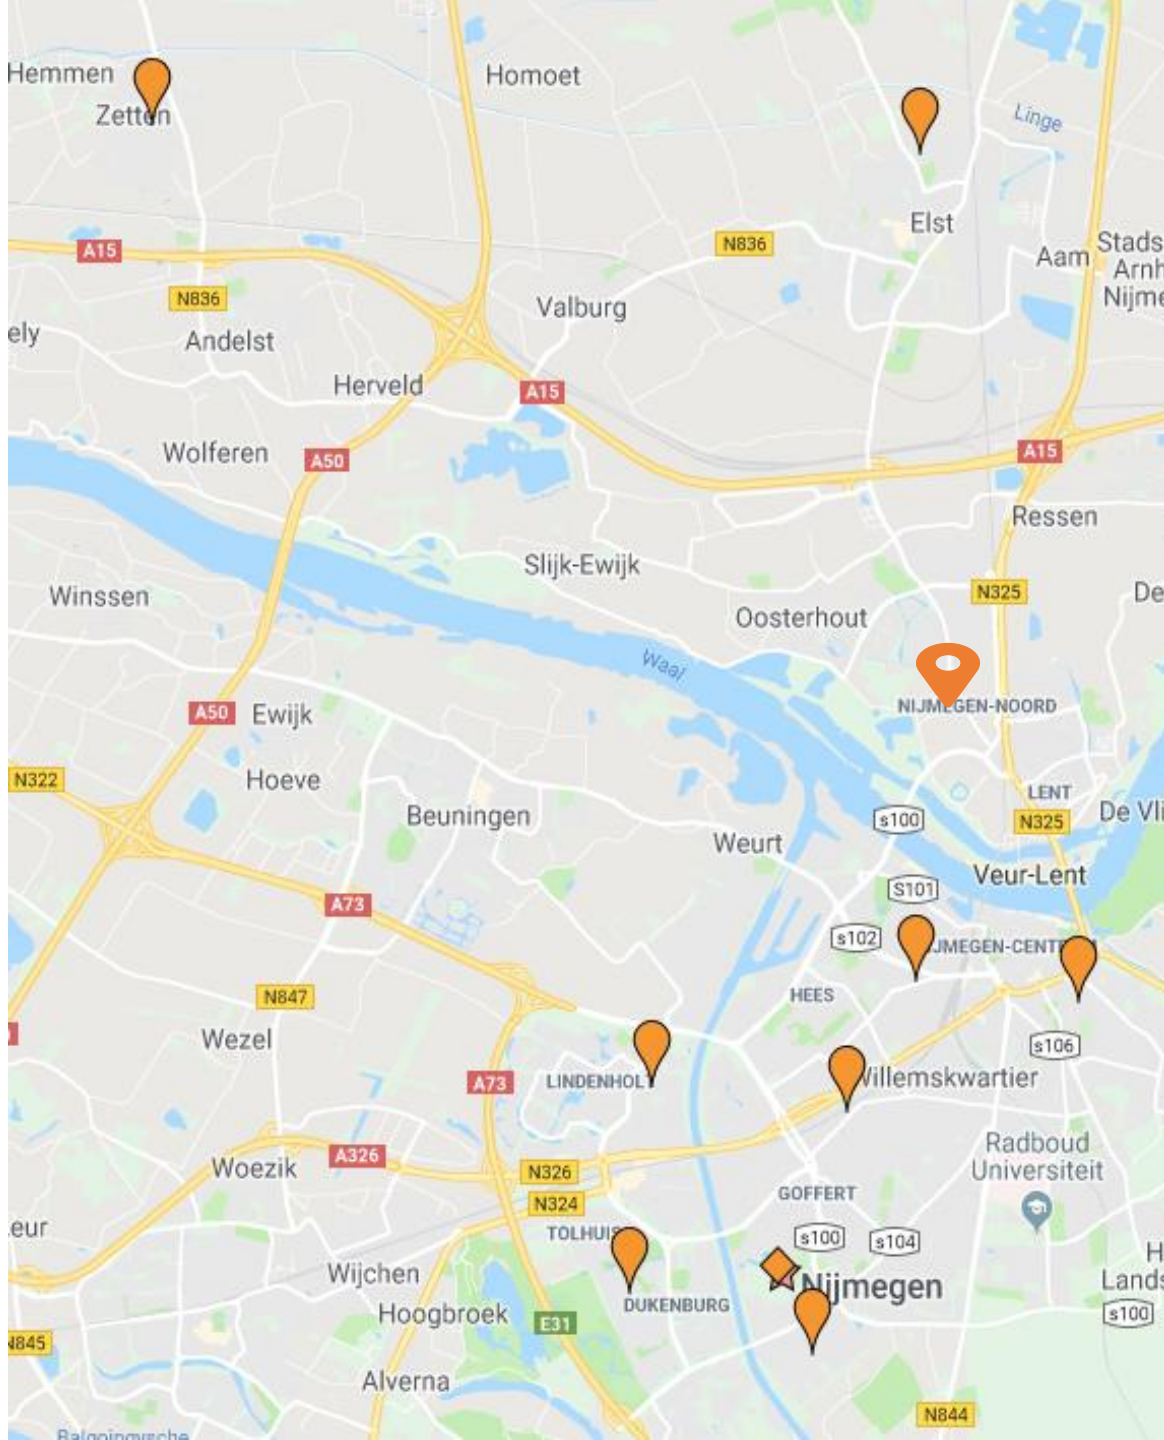 Hemmen
Homoet
Zetten
Linge
Elst
A15
N836
Aam
Stads
Arnh
Nijme
N836
Valburg
ely
Andelst
Herveld
A15
Wolferen
A50
A15
Ressen
Slijk-Ewijk
Winssen
N325
De
Oosterhout
Waal
NIJMEGEN-NOORD
A50
Ewijk
N322
Hoeve
LENT
Beuningen
s100
N325
De Vli
Weurt
Veur-Lent
S101
A73
s102
JMEGEN-CENT
HEES
N847
Wezel
s106
A73
LINDENHOLT
Willemskwartier
Radboud
Universiteit
A326
Woezik
N326
GOFFERT
N324
eur
TOLHUIS
s100
s104
H
Wijchen
Nijmegen
Lands
Hoogbroek
DUKENBURG
s100
E31
N845
Alverna
N844